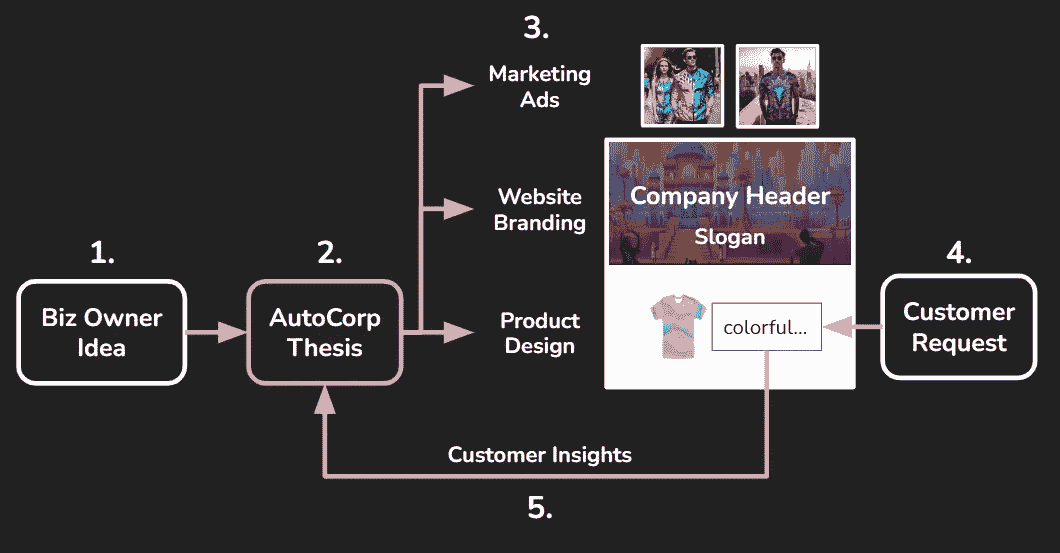 3.
Marketing
Ads
Website
Branding
Company Header
Slogan
1.
2.
4.
Biz Owner
Idea
AutoCorp
Thesis
Product
Design
colorful...
Customer
Request
Customer Insights
5.